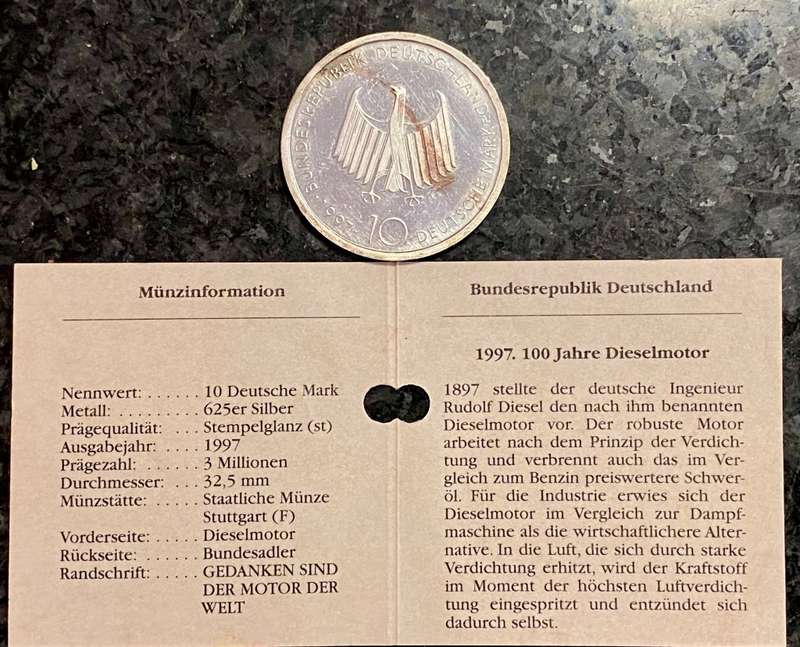 BUNDESREPUBLIK DEUTSCHLAND
1997
10
DEUTSCHE MARK
Münzinformation
Nennwert: . . . . . . 10 Deutsche Mark
Metall: . . . . . . . . . 625er Silber
Prägequalität: . . . Stempelglanz (st)
Ausgabejahr: . . . . 1997
Prägezahl: . . . . . . 3 Millionen
Durchmesser: . . . 32,5 mm
Münzstätte: . . . . . Staatliche Münze
Stuttgart (F)
Vorderseite: . . . . . Dieselmotor
Rückseite: . . . . . . Bundesadler
Randschrift: . . . . . GEDANKEN SIND
DER MOTOR DER
WELT
Bundesrepublik Deutschland
1997. 100 Jahre Dieselmotor
1897 stellte der deutsche Ingenieur
Rudolf Diesel den nach ihm benannten
Dieselmotor vor. Der robuste Motor
arbeitet nach dem Prinzip der Verdich-
tung und verbrennt auch das im Ver-
gleich zum Benzin preiswertere Schwer-
öl. Für die Industrie erwies sich der
Dieselmotor im Vergleich zur Dampf-
maschine als die wirtschaftlichere Alter-
native. In die Luft, die sich durch starke
Verdichtung erhitzt, wird der Kraftstoff
im Moment der höchsten Luftverdich-
tung eingespritzt und entzündet sich
dadurch selbst.